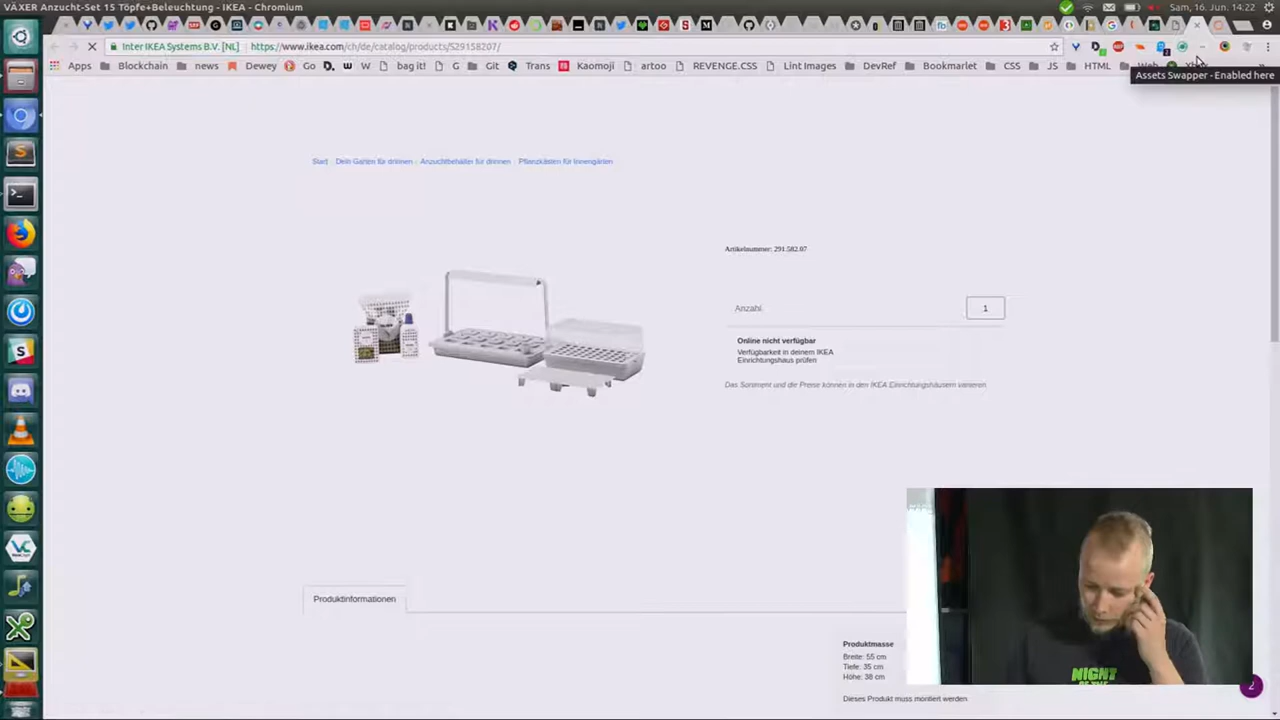 VÄXER Anzucht-Set 15 Töpfe+Beleuchtung - IKEA - Chromium
Sam, 16. Jun. 14:22
Inter IKEA Systems B.V. [NL]
https://www.ikea.com/ch/de/catalog/products/S29158207/
Apps
Blockchain
news
Dewey
Go
W
bag it!
G
Git
Trans
Kaomoji
artoo
REVENGE.CSS
Lint Images
DevRef
Bookmarklet
CSS
JS
HTML
Assets Swapper - Enabled here
Start
Dein Garten für drinnen
Anzuchtbehälter für drinnen
Pflanzkästen für Innengärten
Artikelnummer: 291.582.07
Anzahl
1
Online nicht verfügbar
Verfügbarkeit in deinem IKEA
Einrichtungshaus prüfen
Das Sortiment und die Preise können in den IKEA Einrichtungshäusern variieren
Produktinformationen
Produktmasse
Breite: 55 cm
Tiefe: 35 cm
Höhe: 38 cm
Dieses Produkt muss montiert werden
NIGHT
OF THE
2